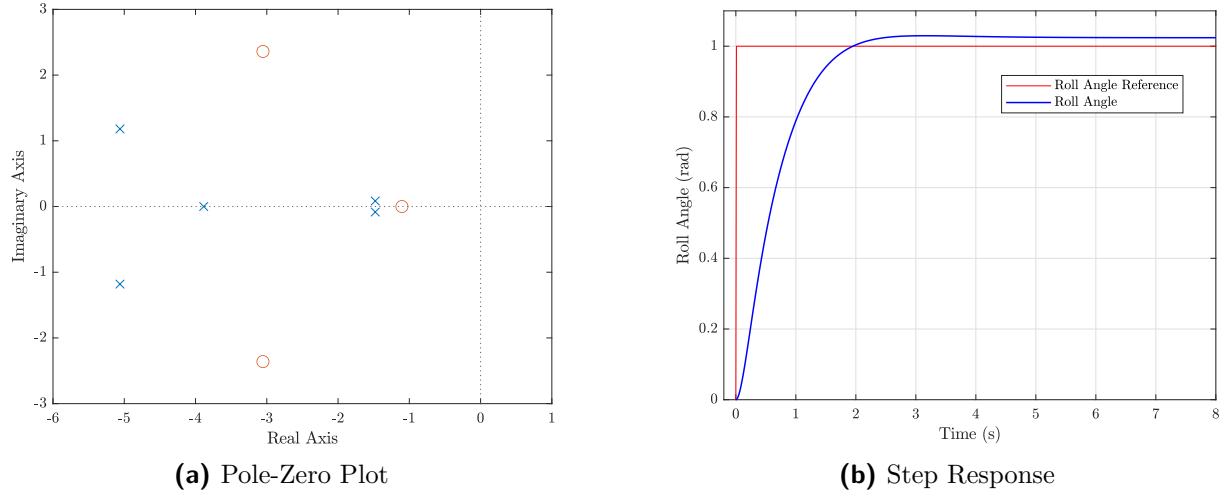 3
2
1
0
-1
-2
-3
Imaginary Axis
-6 -5 -4 -3 -2 -1 0 1
Real Axis
(a) Pole-Zero Plot
1
0.8
0.6
0.4
0.2
0
Roll Angle (rad)
Roll Angle Reference
Roll Angle
0 1 2 3 4 5 6 7 8
Time (s)
(b) Step Response